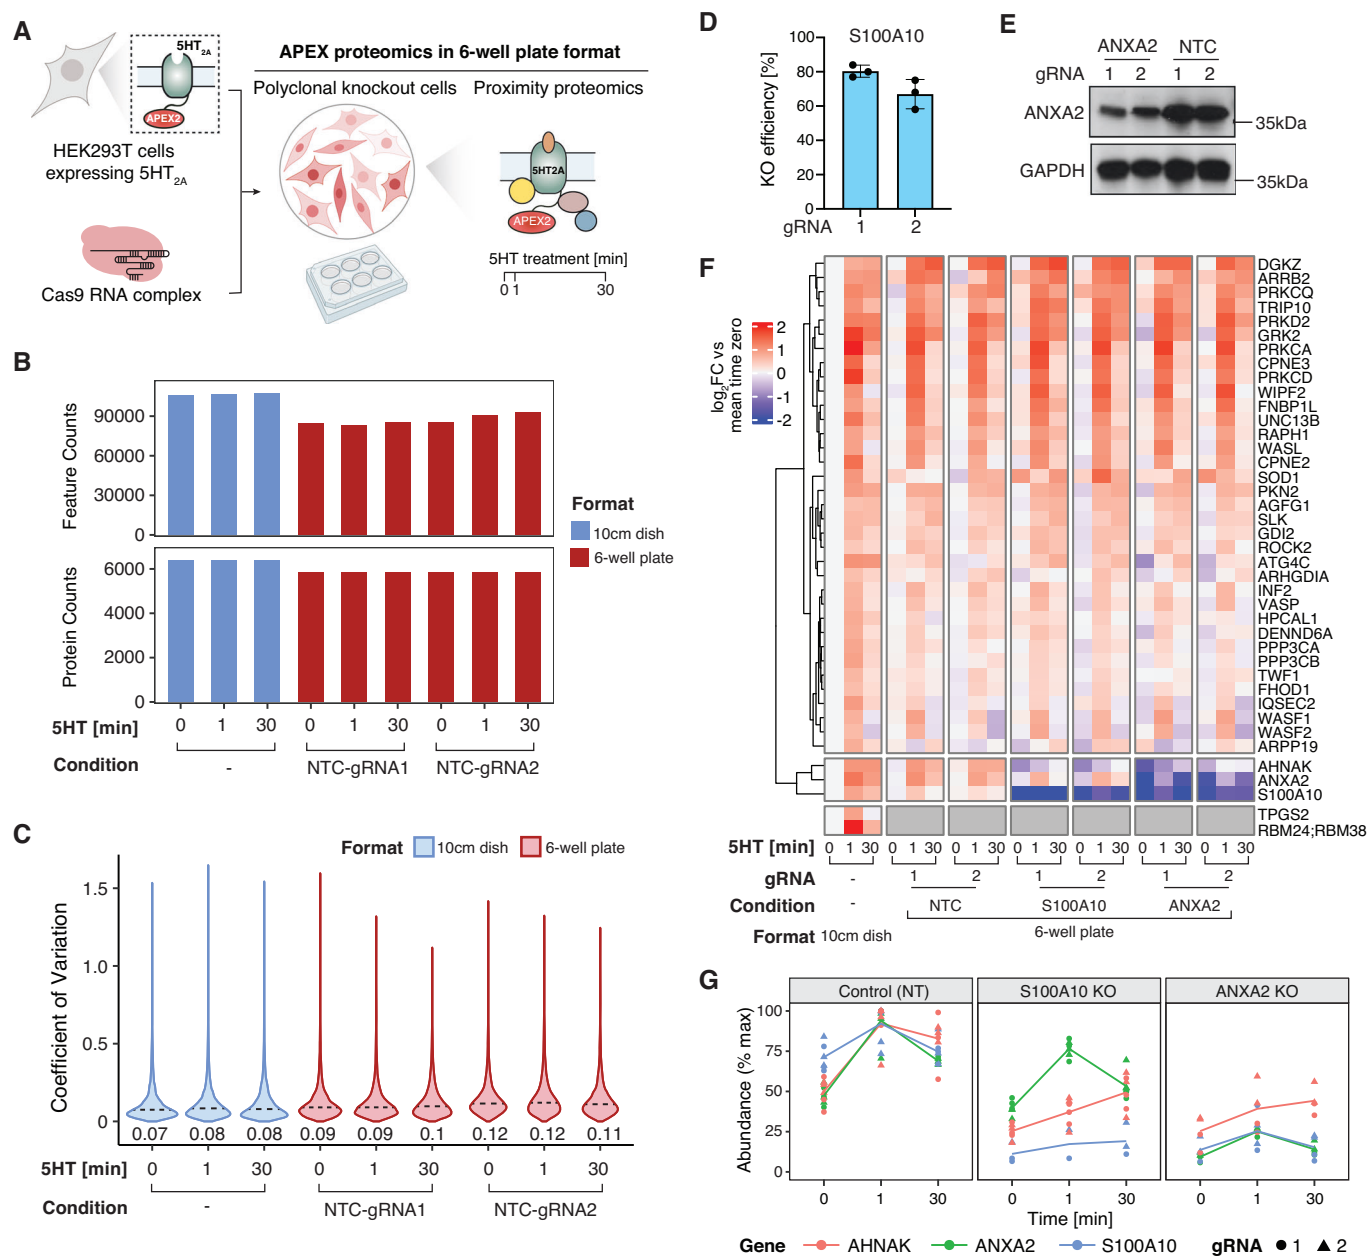 A
5HT2A
APEX2
HEK293T cells
expressing 5HT2A
Cas9 RNA complex
APEX proteomics in 6-well plate format
Polyclonal knockout cells
Proximity proteomics
5HT2A
APEX2
5HT treatment [min]
0 1 30
B
Feature Counts
90000
60000
30000
0
Protein Counts
6000
4000
2000
0
5HT [min] 0 1 30 0 1 30 0 1 30
Condition - NTC-gRNA1 NTC-gRNA2
Format
10cm dish
6-well plate
C
Format 10cm dish 6-well plate
Coefficient of Variation
1.5
1.0
0.5
0
0.07 0.08 0.08 0.09 0.09 0.1 0.12 0.12 0.11
5HT [min] 0 1 30 0 1 30 0 1 30
Condition - NTC-gRNA1 NTC-gRNA2
D
S100A10
KO efficiency [%]
100
80
60
40
20
0
gRNA 1 2
E
ANXA2 NTC
gRNA 1 2 1 2
ANXA2
35kDa
GAPDH
35kDa
F
log2FC vs
mean time zero
2
1
0
-1
-2
DGKZ
ARRB2
PRKCQ
TRIP10
PRKD2
GRK2
PRKCA
CPNE3
PRKCD
WIPF2
FNBP1L
UNC13B
RAPH1
WASL
CPNE2
SOD1
PKN2
AGFG1
SLK
GDI2
ROCK2
ATG4C
ARHGDIA
INF2
VASP
HPCAL1
DENND6A
PPP3CA
PPP3CB
TWF1
FHOD1
IQSEC2
WASF1
WASF2
ARPP19
AHNAK
ANXA2
S100A10
TPGS2
RBM24;RBM38
5HT [min] 0 1 30 0 1 30 0 1 30 0 1 30 0 1 30 0 1 30 0 1 30
gRNA - 1 2 1 2 1 2
Condition - NTC S100A10 ANXA2
Format 10cm dish 6-well plate
G
Control (NT) S100A10 KO ANXA2 KO
Abundance (% max)
100
75
50
25
0
0 1 30 0 1 30 0 1 30
Time [min]
Gene AHNAK ANXA2 S100A10 gRNA 1 2